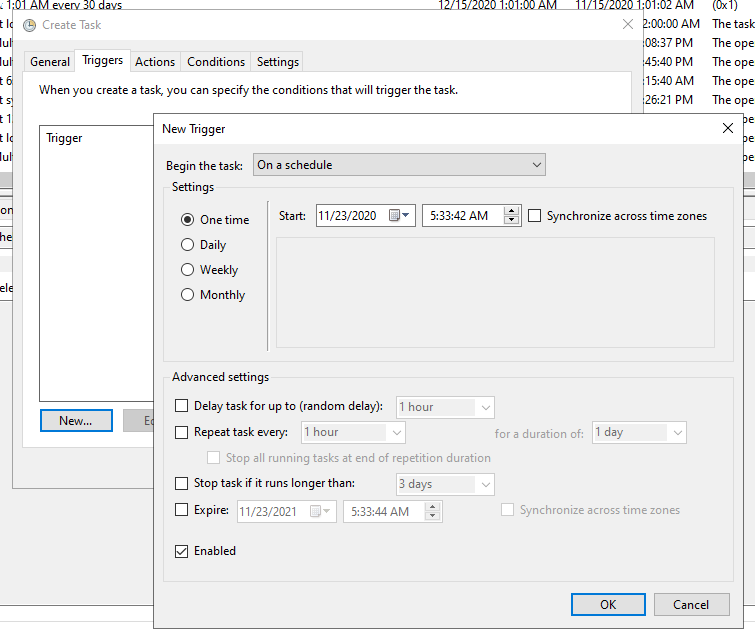 1:01 AM every 30 days 12/15/2020 1:01:00 AM 11/15/2020 1:01:02 AM (0x1)
Create Task
2:00:00 AM The task
:08:37 PM The ope
:45:40 PM The ope
:15:40 AM The ope
:26:21 PM The ope
General Triggers Actions Conditions Settings
When you create a task, you can specify the conditions that will trigger the task.
Trigger
New...
New Trigger
Begin the task: On a schedule
Settings
One time
Daily
Weekly
Monthly
Start: 11/23/2020 5:33:42 AM Synchronize across time zones
Advanced settings
Delay task for up to (random delay): 1 hour
Repeat task every: 1 hour for a duration of: 1 day
Stop all running tasks at end of repetition duration
Stop task if it runs longer than: 3 days
Expire: 11/23/2021 5:33:44 AM Synchronize across time zones
Enabled
OK Cancel